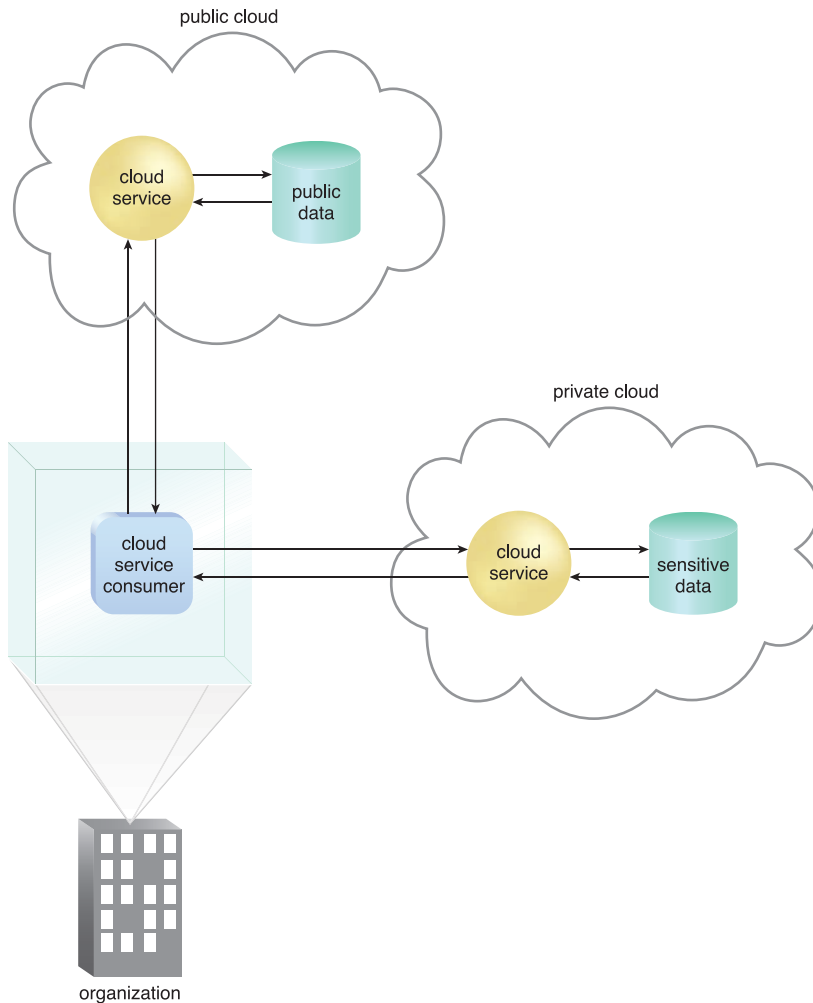 public cloud
cloud
service
public
data
private cloud
cloud
service
consumer
cloud
service
sensitive
data
organization